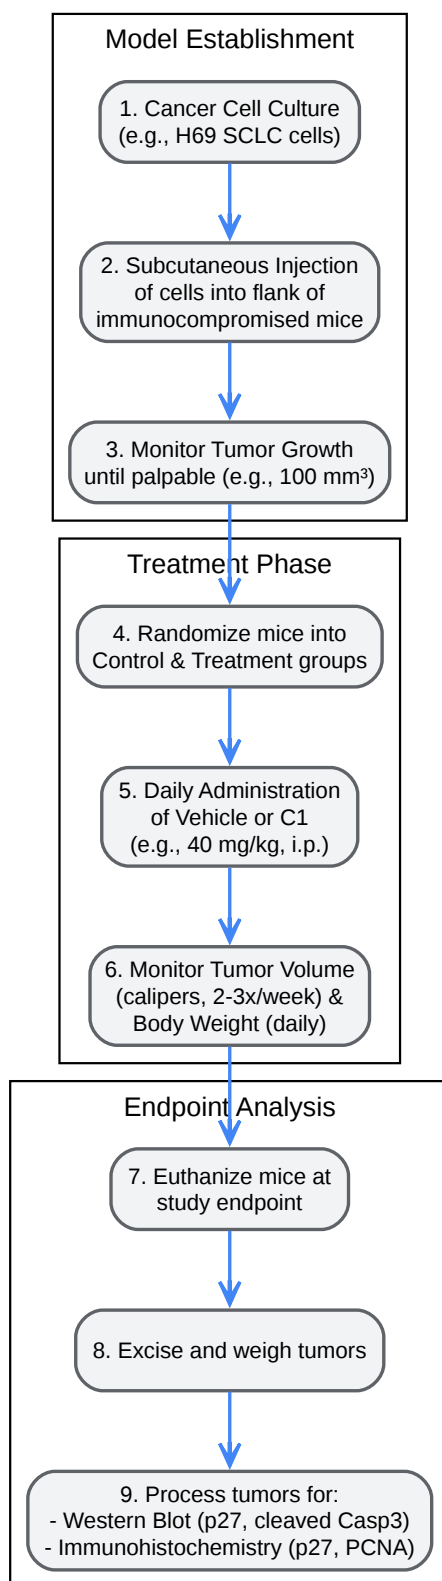 Model Establishment
1. Cancer Cell Culture
(e.g., H69 SCLC cells)
2. Subcutaneous Injection
of cells into flank of
immunocompromised mice
3. Monitor Tumor Growth
until palpable (e.g., 100 mm³)
Treatment Phase
4. Randomize mice into
Control & Treatment groups
5. Daily Administration
of Vehicle or C1
(e.g., 40 mg/kg, i.p.)
6. Monitor Tumor Volume
(calipers, 2-3x/week) &
Body Weight (daily)
Endpoint Analysis
7. Euthanize mice at
study endpoint
8. Excise and weigh tumors
9. Process tumors for:
- Western Blot (p27, cleaved Casp3)
- Immunohistochemistry (p27, PCNA)